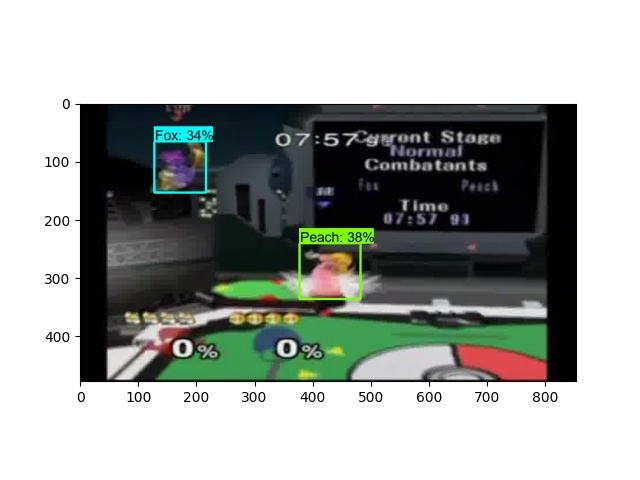 0
100
200
300
400
0 100 200 300 400 500 600 700 800
Fox: 34%
Peach: 38%
07:57
Current Stage
Normal
Combatants
Fox Peach
Time
07:57 93
0% 0%